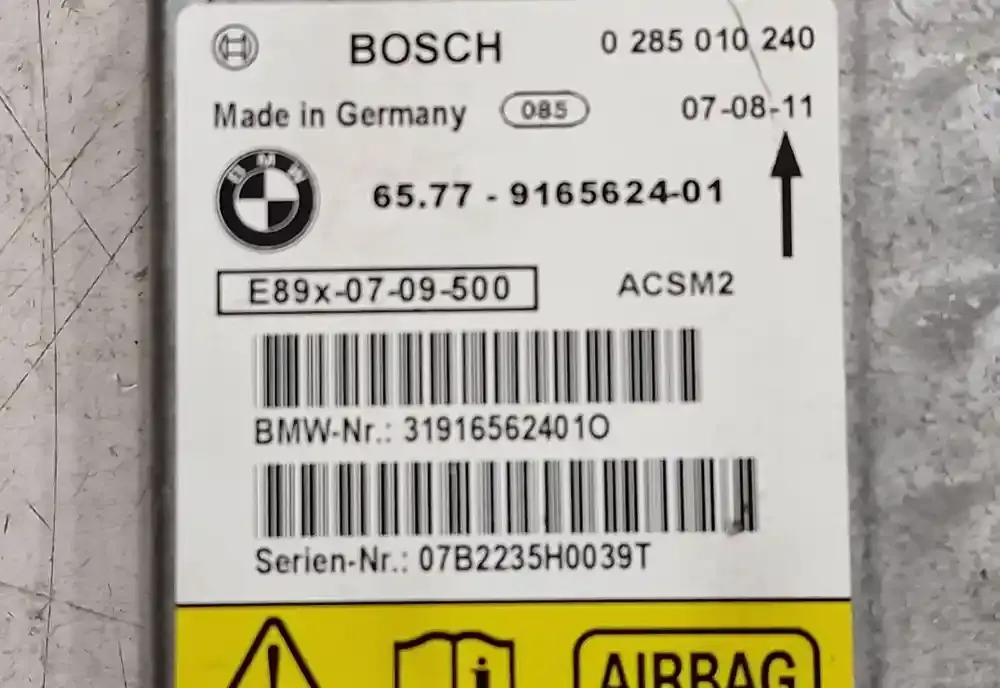 BOSCH 0 285 010 240
Made in Germany 085 07-08-11
BMW
65.77 - 9165624-01
E89x-07-09-500 ACSM2
BMW-Nr.: 31916562401O
Serien-Nr.: 07B2235H0039T
i
AIRBAG